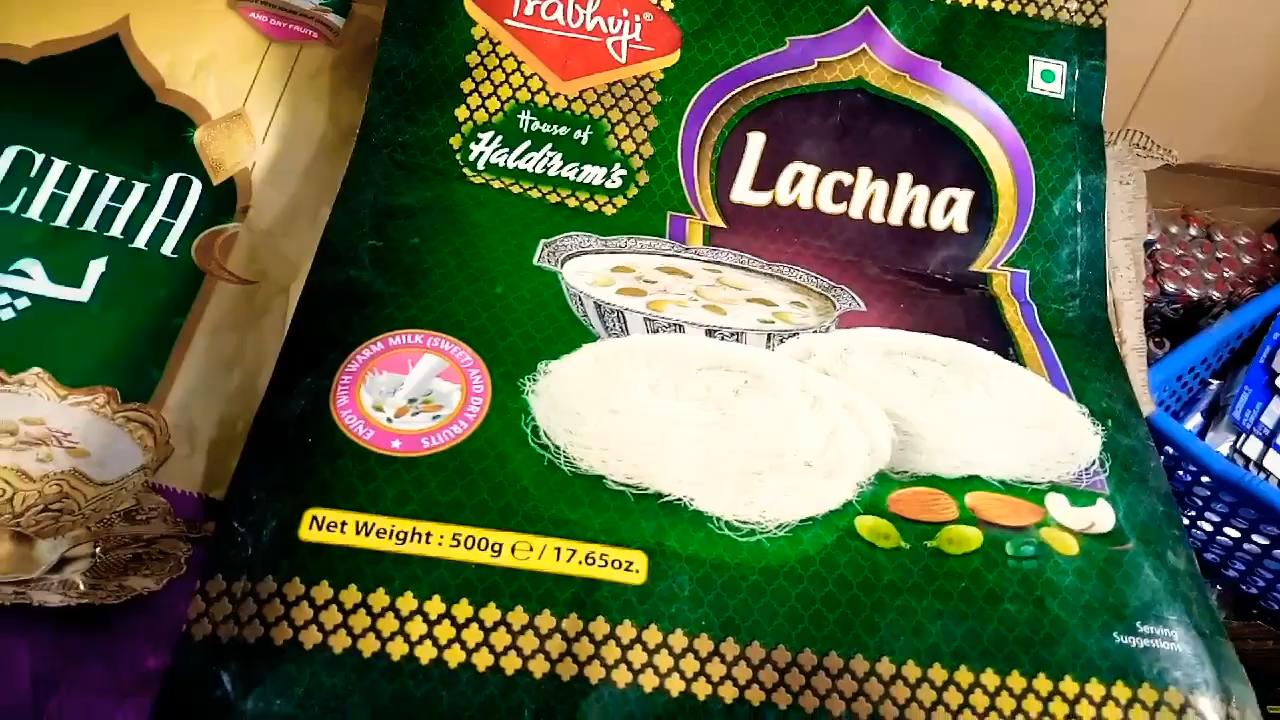 AND DRY FRUITS
CHHA
Prabhuji®
House of
Haldiram's
Lachha
ENJOY WITH WARM MILK (SWEET) AND DRY FRUITS
Net Weight : 500g ℮ / 17.65oz.
Serving
Suggestions